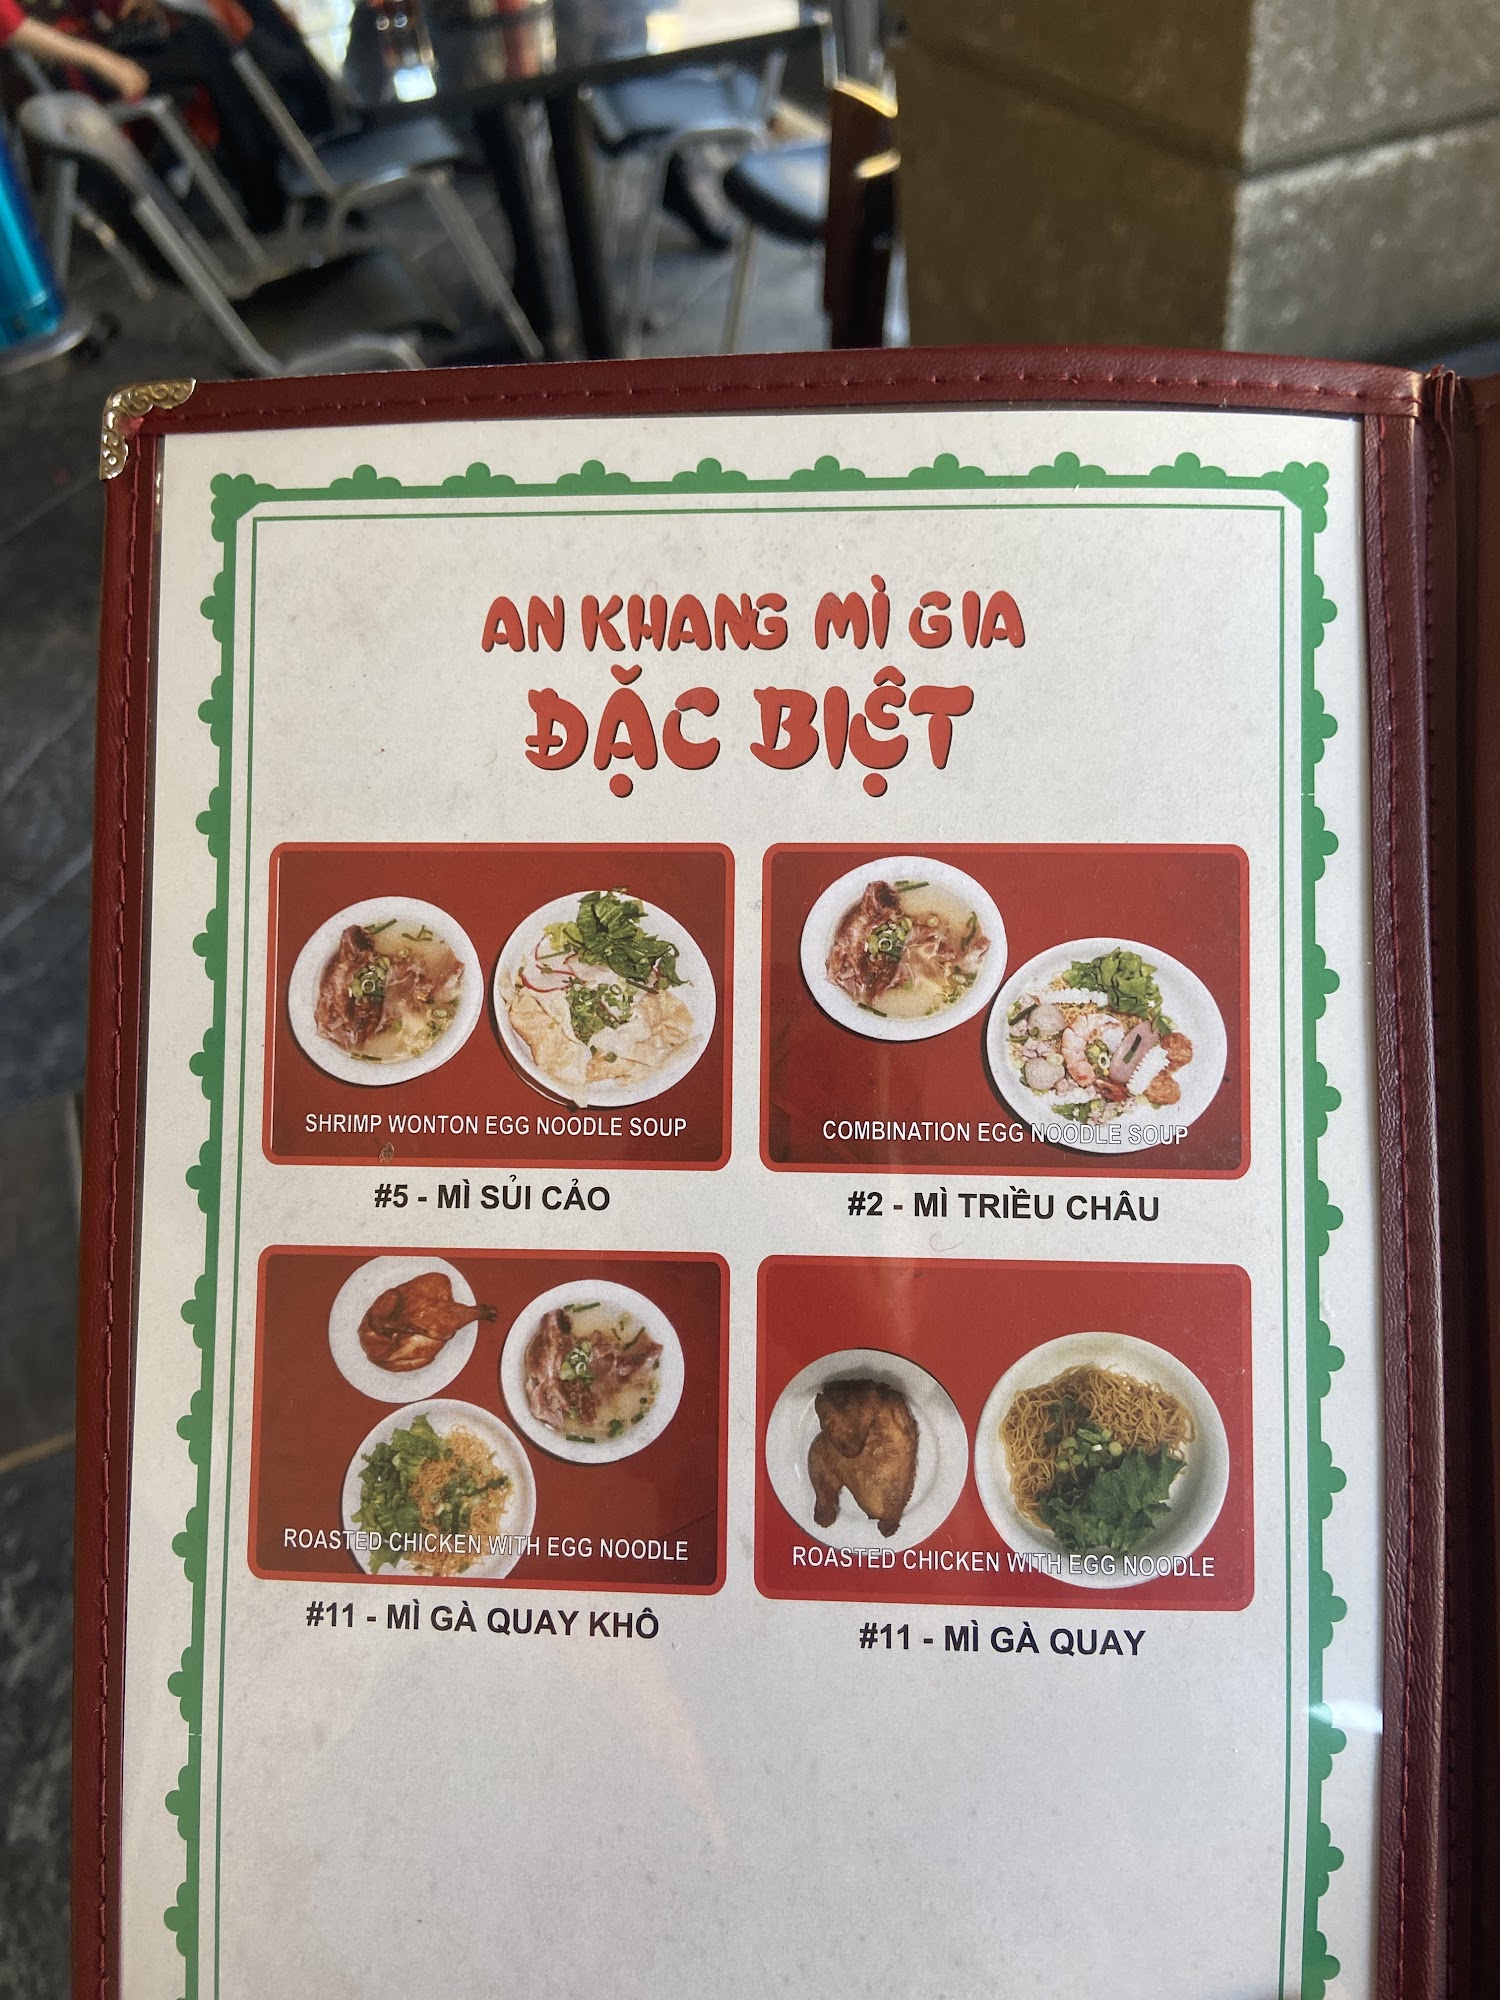 AN KHANG MÌ GIA
ĐẶC BIỆT
SHRIMP WONTON EGG NOODLE SOUP
#5 - MÌ SỦI CẢO
COMBINATION EGG NOODLE SOUP
#2 - MÌ TRIỀU CHÂU
ROASTED CHICKEN WITH EGG NOODLE
#11 - MÌ GÀ QUAY KHÔ
ROASTED CHICKEN WITH EGG NOODLE
#11 - MÌ GÀ QUAY